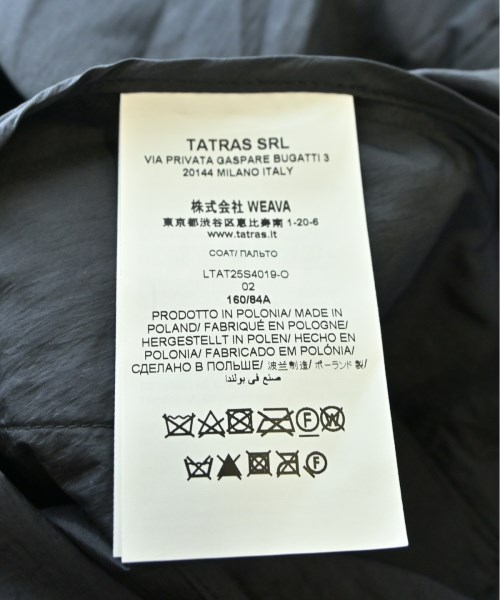 TATRAS SRL
VIA PRIVATA GASPARE BUGATTI 3
20144 MILANO ITALY
株式会社 WEAVA
東京都渋谷区恵比寿南 1-20-6
www.tatras.it
COAT/ ПАЛЬТО
LTAT25S4019-O
02
160/84A
PRODOTTO IN POLONIA/ MADE IN
POLAND/ FABRIQUÉ EN POLOGNE/
HERGESTELLT IN POLEN/ HECHO EN
POLONIA/ FABRICADO EM POLÓNIA/
СДЕЛАНО В ПОЛЬШЕ/ 波兰制造/ ポーランド 製/
صنع في بولندا
F W
F